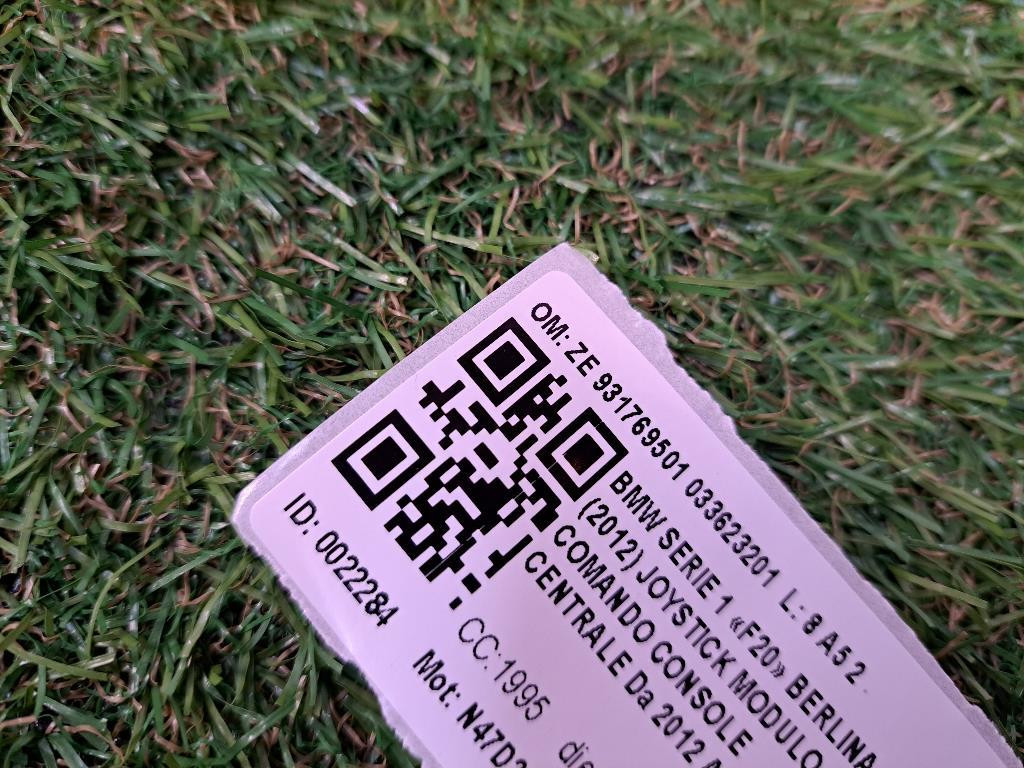 OM: ZE 931769501 033623201 L: 8 A5 2
BMW SERIE 1 «F20» BERLINA
(2012) JOYSTICK MODULO
COMANDO CONSOLE
CENTRALE Da 2012
ID: 0022284
CC:1995
Mot: